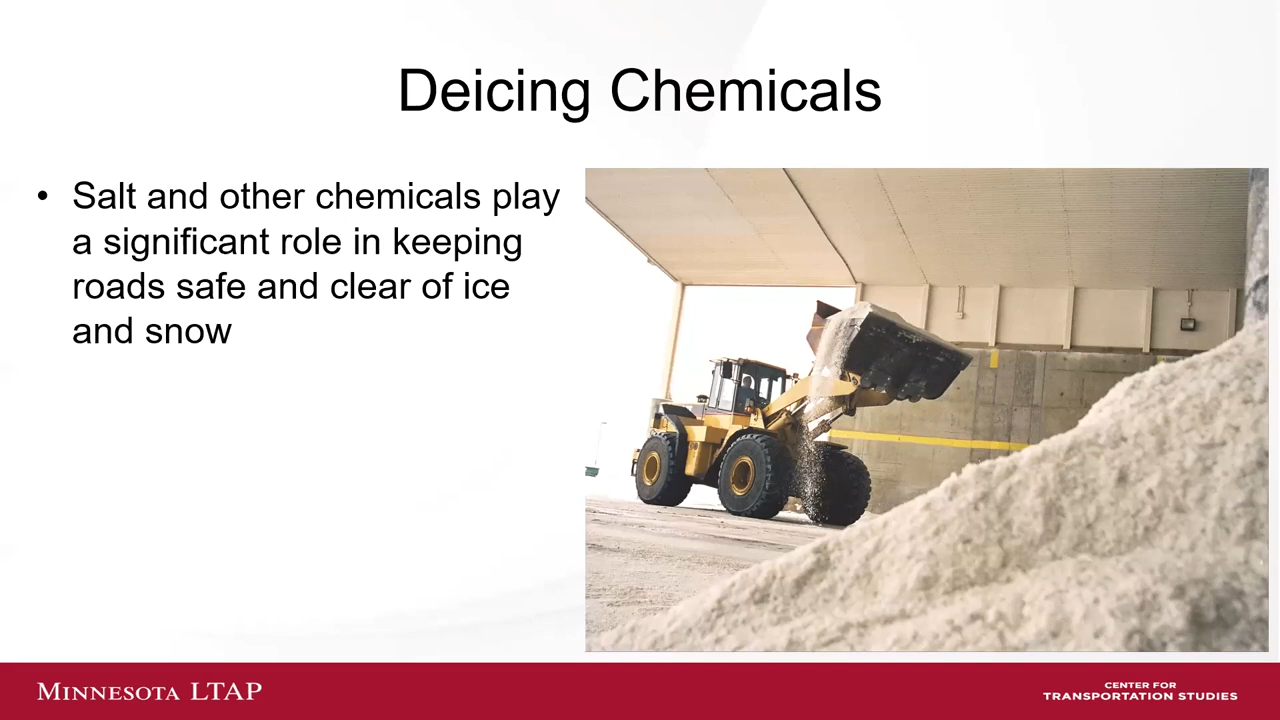 Deicing Chemicals
• Salt and other chemicals play
a significant role in keeping
roads safe and clear of ice
and snow
MINNESOTA LTAP
CENTER FOR
TRANSPORTATION STUDIES